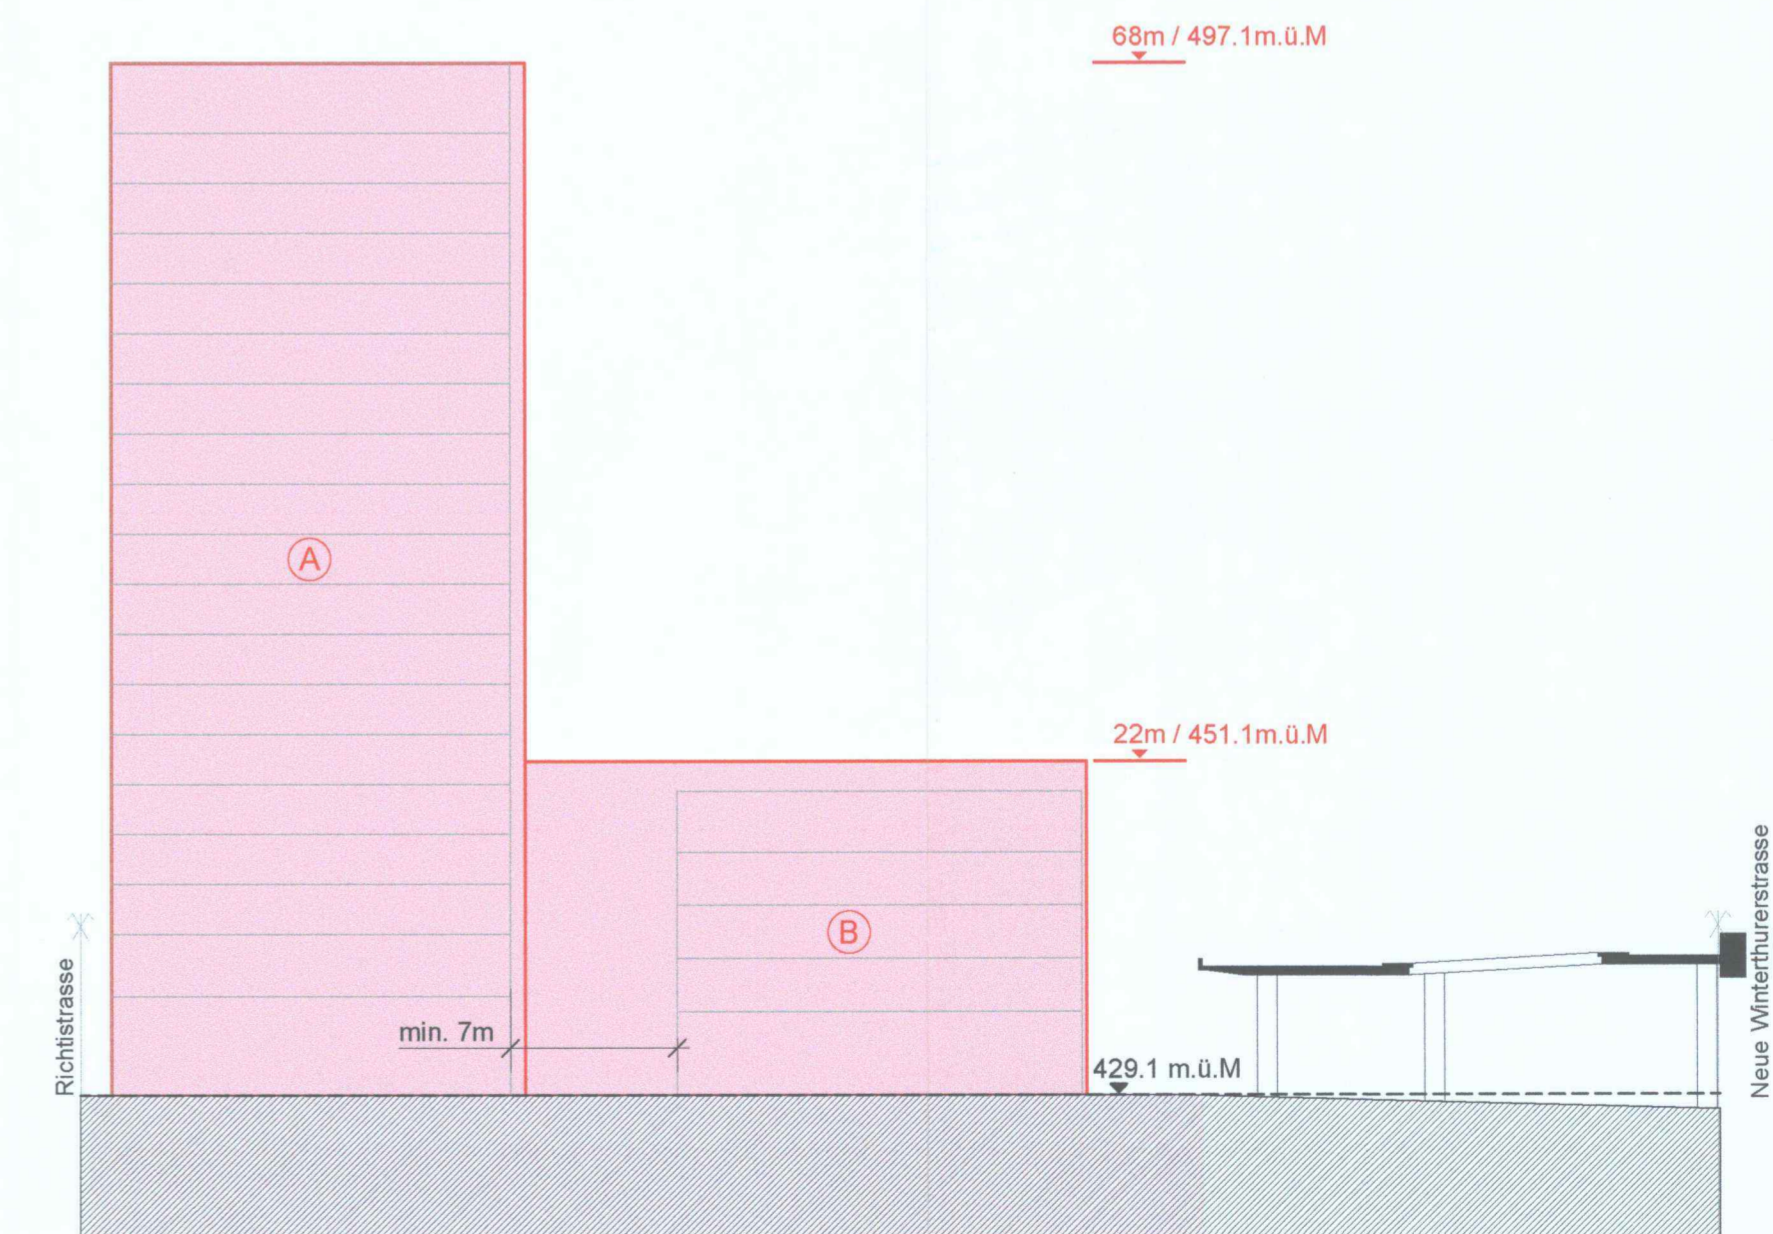 68m / 497.1m.ü.M
A
22m / 451.1m.ü.M
B
Richtistrasse
min. 7m
429.1 m.ü.M
Neue Winterthurerstrasse